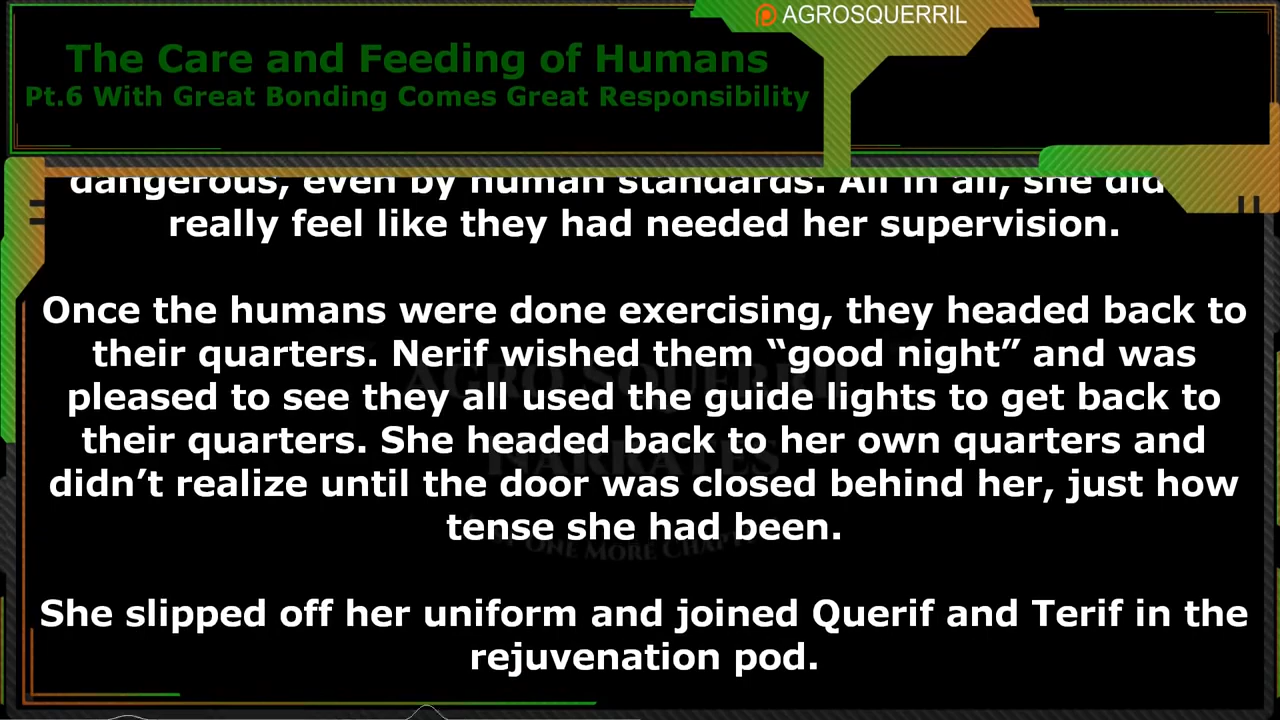 AGROSQUERRIL
The Care and Feeding of Humans
Pt.6 With Great Bonding Comes Great Responsibility
dangerous, even by human standards. All in all, she did
really feel like they had needed her supervision.
Once the humans were done exercising, they headed back to
their quarters. Nerif wished them “good night” and was
pleased to see they all used the guide lights to get back to
their quarters. She headed back to her own quarters and
didn’t realize until the door was closed behind her, just how
tense she had been.
She slipped off her uniform and joined Querif and Terif in the
rejuvenation pod.
AGRO SQUERRIL
NARRATES
ONE MORE